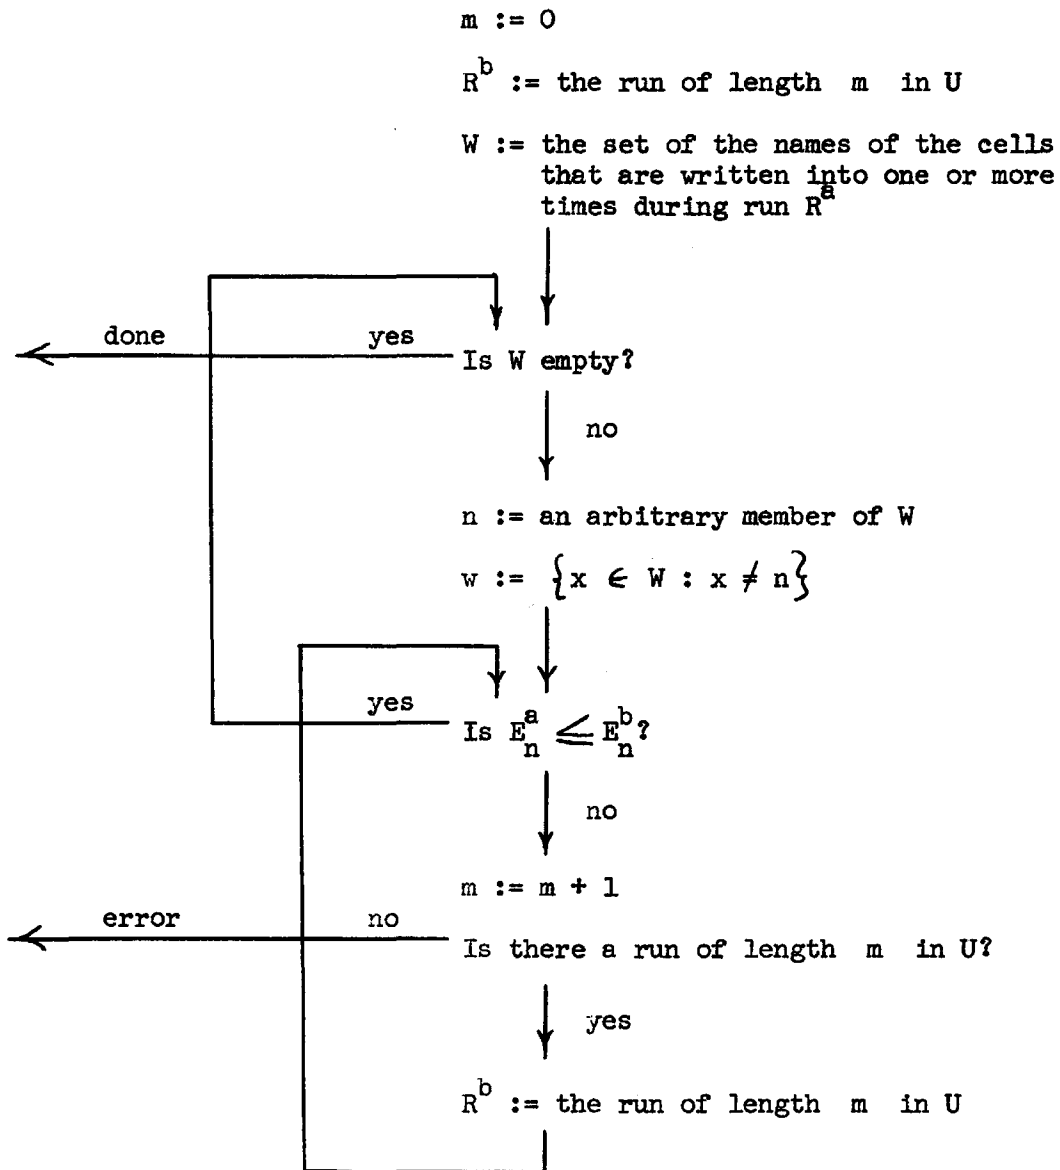 m := 0
R^b := the run of length m in U
W := the set of the names of the cells
that are written into one or more
times during run R^a
done
yes
Is W empty?
no
n := an arbitrary member of W
w := {x ∈ W : x ≠ n}
yes
Is E_n^a ≦ E_n^b?
no
m := m + 1
error
no
Is there a run of length m in U?
yes
R^b := the run of length m in U